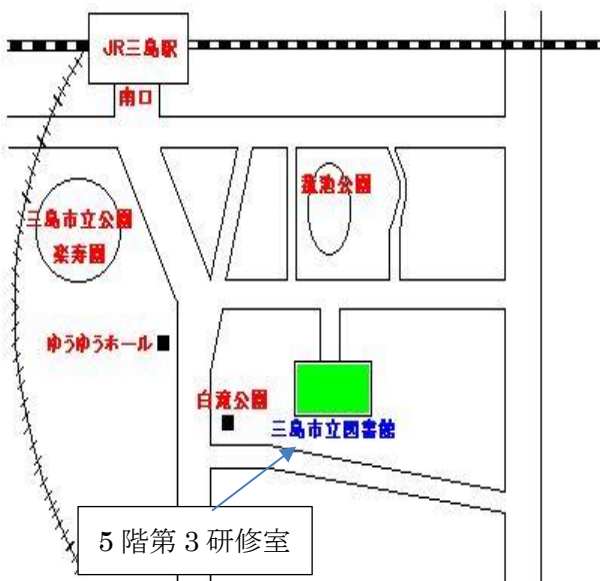 JR三島駅
南口
菰池公園
三島市立公園
楽寿園
ゆうゆうホール
白滝公園
三島市立図書館
5階第3研修室